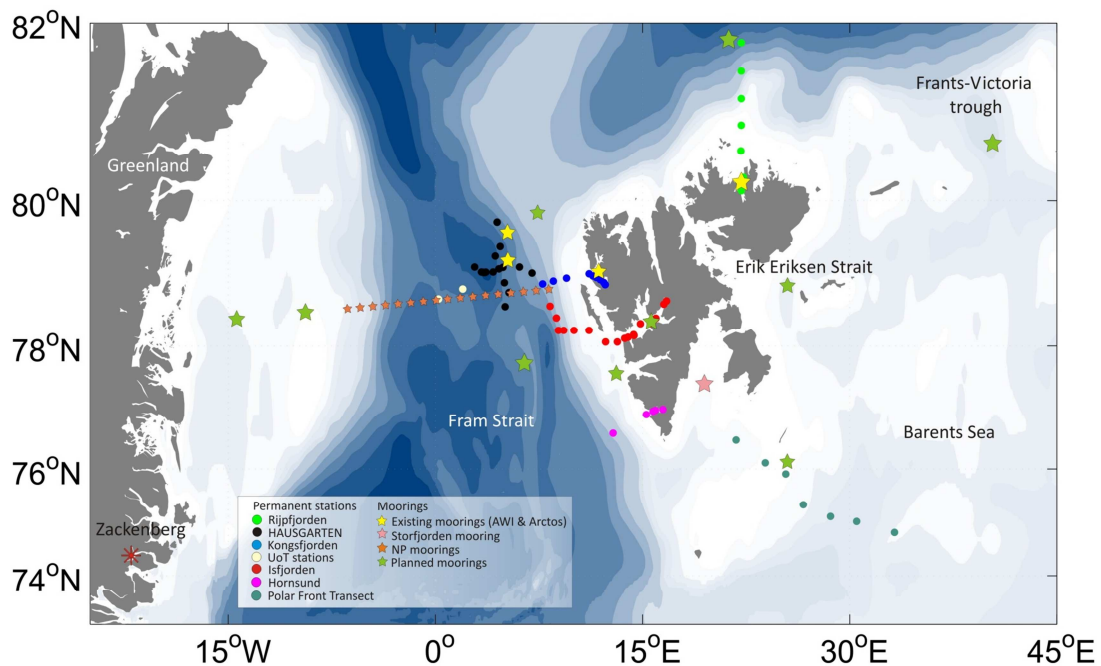 82°N
80°N
78°N
76°N
74°N
15°W
0°
15°E
30°E
45°E
Frants-Victoria
trough
Greenland
Erik Eriksen Strait
Fram Strait
Barents Sea
Zackenberg
Permanent stations
Rijpfjorden
HAUSGARTEN
Kongsfjorden
UoT stations
Isfjorden
Hornsund
Polar Front Transect
Moorings
Existing moorings (AWI & Arctos)
Storfjorden mooring
NP moorings
Planned moorings